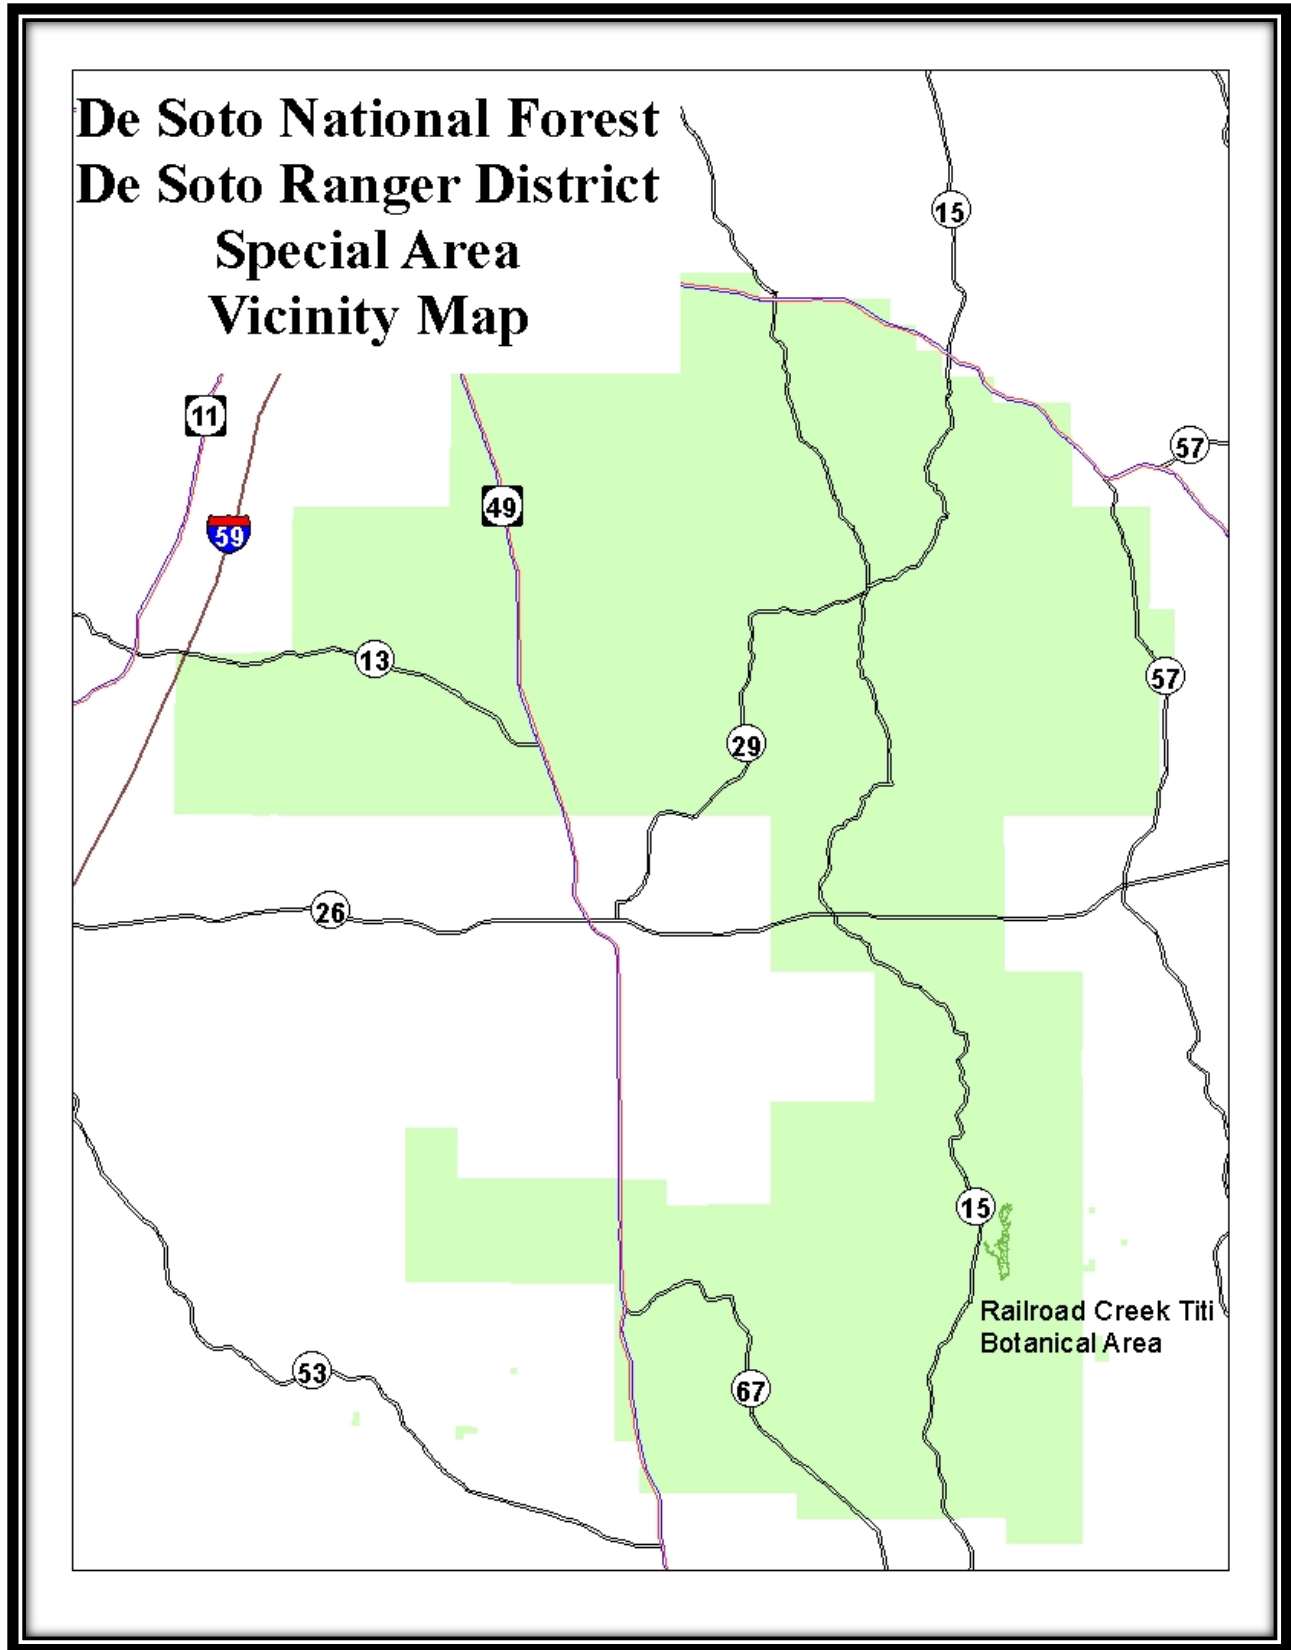 De Soto National Forest
De Soto Ranger District
Special Area
Vicinity Map
15
11
57
49
59
13
57
29
26
15
Railroad Creek Titi
Botanical Area
53
67